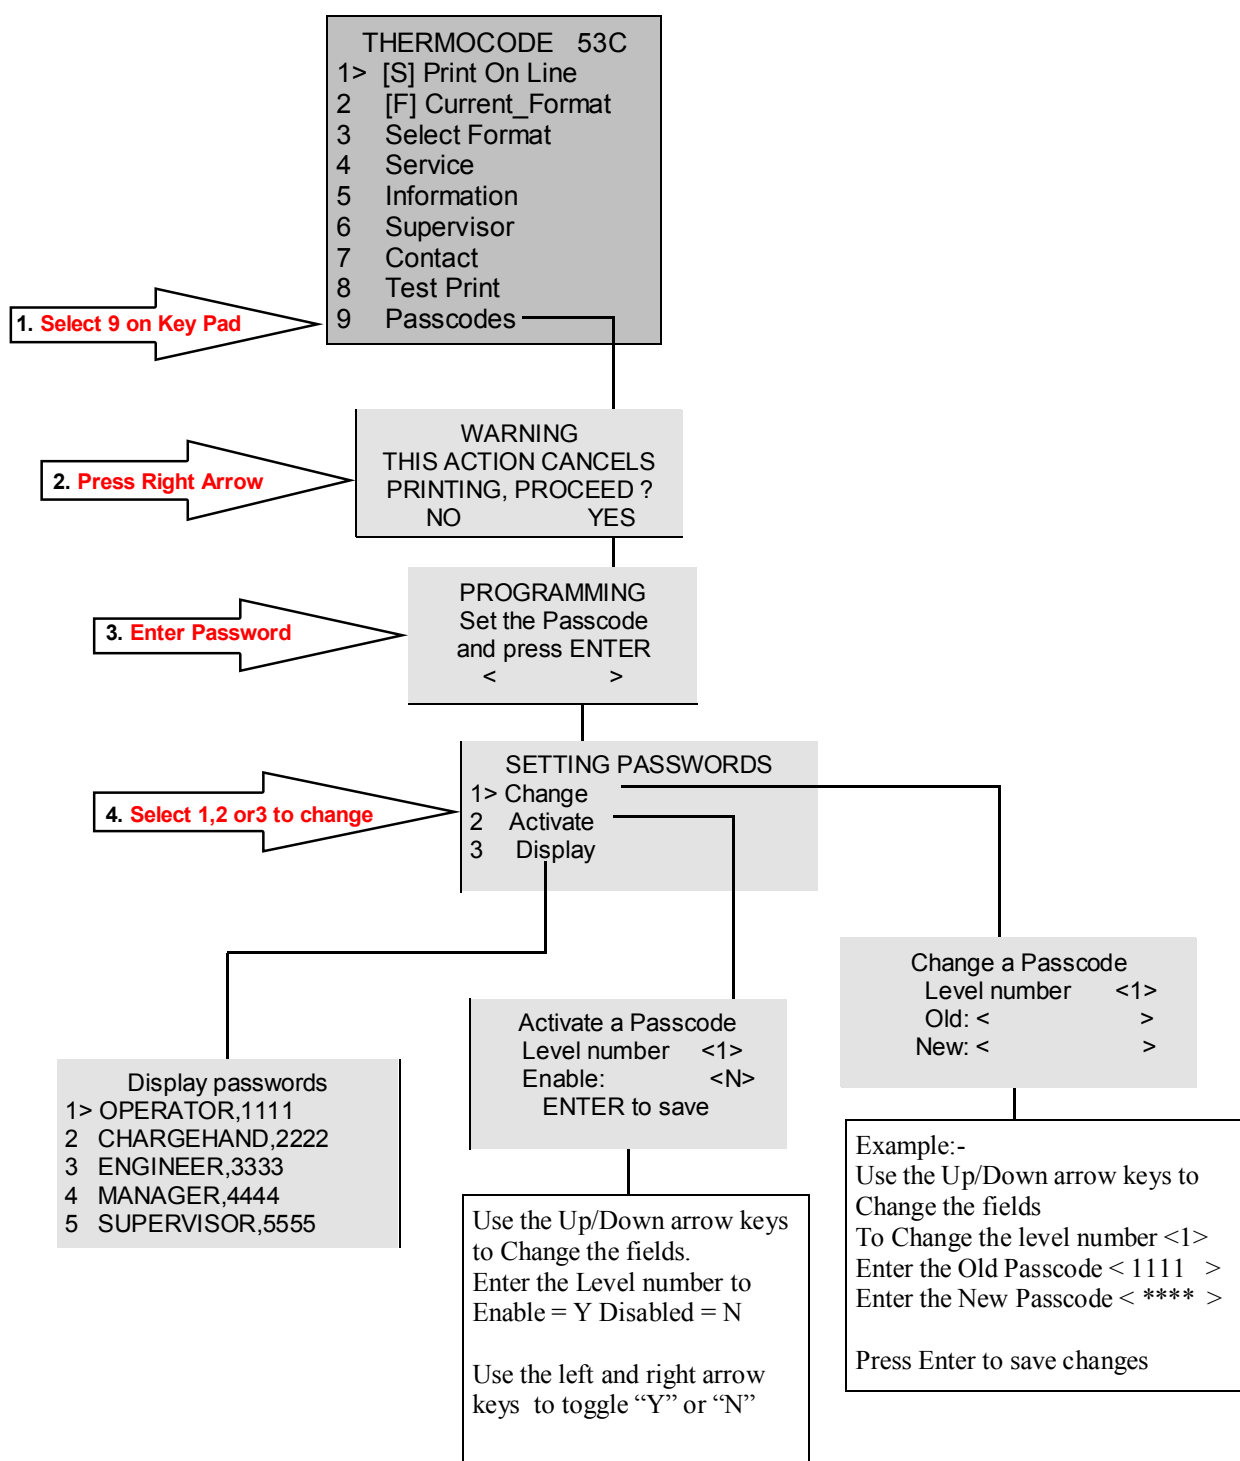 THERMOCODE 53C
1> [S] Print On Line
2 [F] Current_Format
3 Select Format
4 Service
5 Information
6 Supervisor
7 Contact
8 Test Print
9 Passcodes
1. Select 9 on Key Pad
WARNING
THIS ACTION CANCELS
PRINTING, PROCEED ?
NO YES
2. Press Right Arrow
PROGRAMMING
Set the Passcode
and press ENTER
< >
3. Enter Password
SETTING PASSWORDS
1> Change
2 Activate
3 Display
4. Select 1,2 or3 to change
Display passwords
1> OPERATOR,1111
2 CHARGEHAND,2222
3 ENGINEER,3333
4 MANAGER,4444
5 SUPERVISOR,5555
Activate a Passcode
Level number <1>
Enable: <N>
ENTER to save
Use the Up/Down arrow keys
to Change the fields.
Enter the Level number to
Enable = Y Disabled = N
Use the left and right arrow
keys to toggle “Y” or “N”
Change a Passcode
Level number <1>
Old: < >
New: < >
Example:-
Use the Up/Down arrow keys to
Change the fields
To Change the level number <1>
Enter the Old Passcode < 1111 >
Enter the New Passcode < **** >
Press Enter to save changes